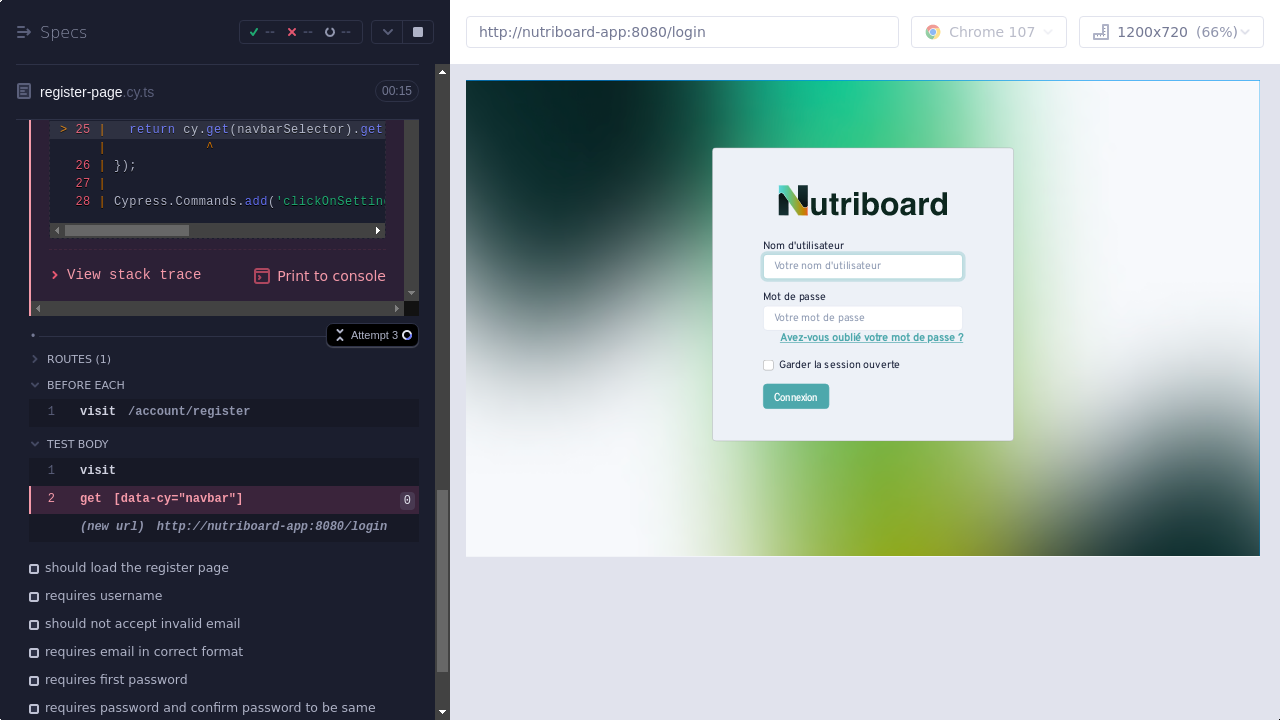 Specs
--
--
--
http://nutriboard-app:8080/login
Chrome 107
1200x720 (66%)
register-page.cy.ts
00:15
> 25 | return cy.get(navbarSelector).get
| ^
26 | });
27 |
28 | Cypress.Commands.add('clickOnSetting
View stack trace
Print to console
Attempt 3
ROUTES (1)
BEFORE EACH
1 visit /account/register
TEST BODY
1 visit
2 get [data-cy="navbar"] 0
(new url) http://nutriboard-app:8080/login
should load the register page
requires username
should not accept invalid email
requires email in correct format
requires first password
requires password and confirm password to be same
Nutriboard
Nom d'utilisateur
Votre nom d'utilisateur
Mot de passe
Votre mot de passe
Avez-vous oublié votre mot de passe ?
Garder la session ouverte
Connexion